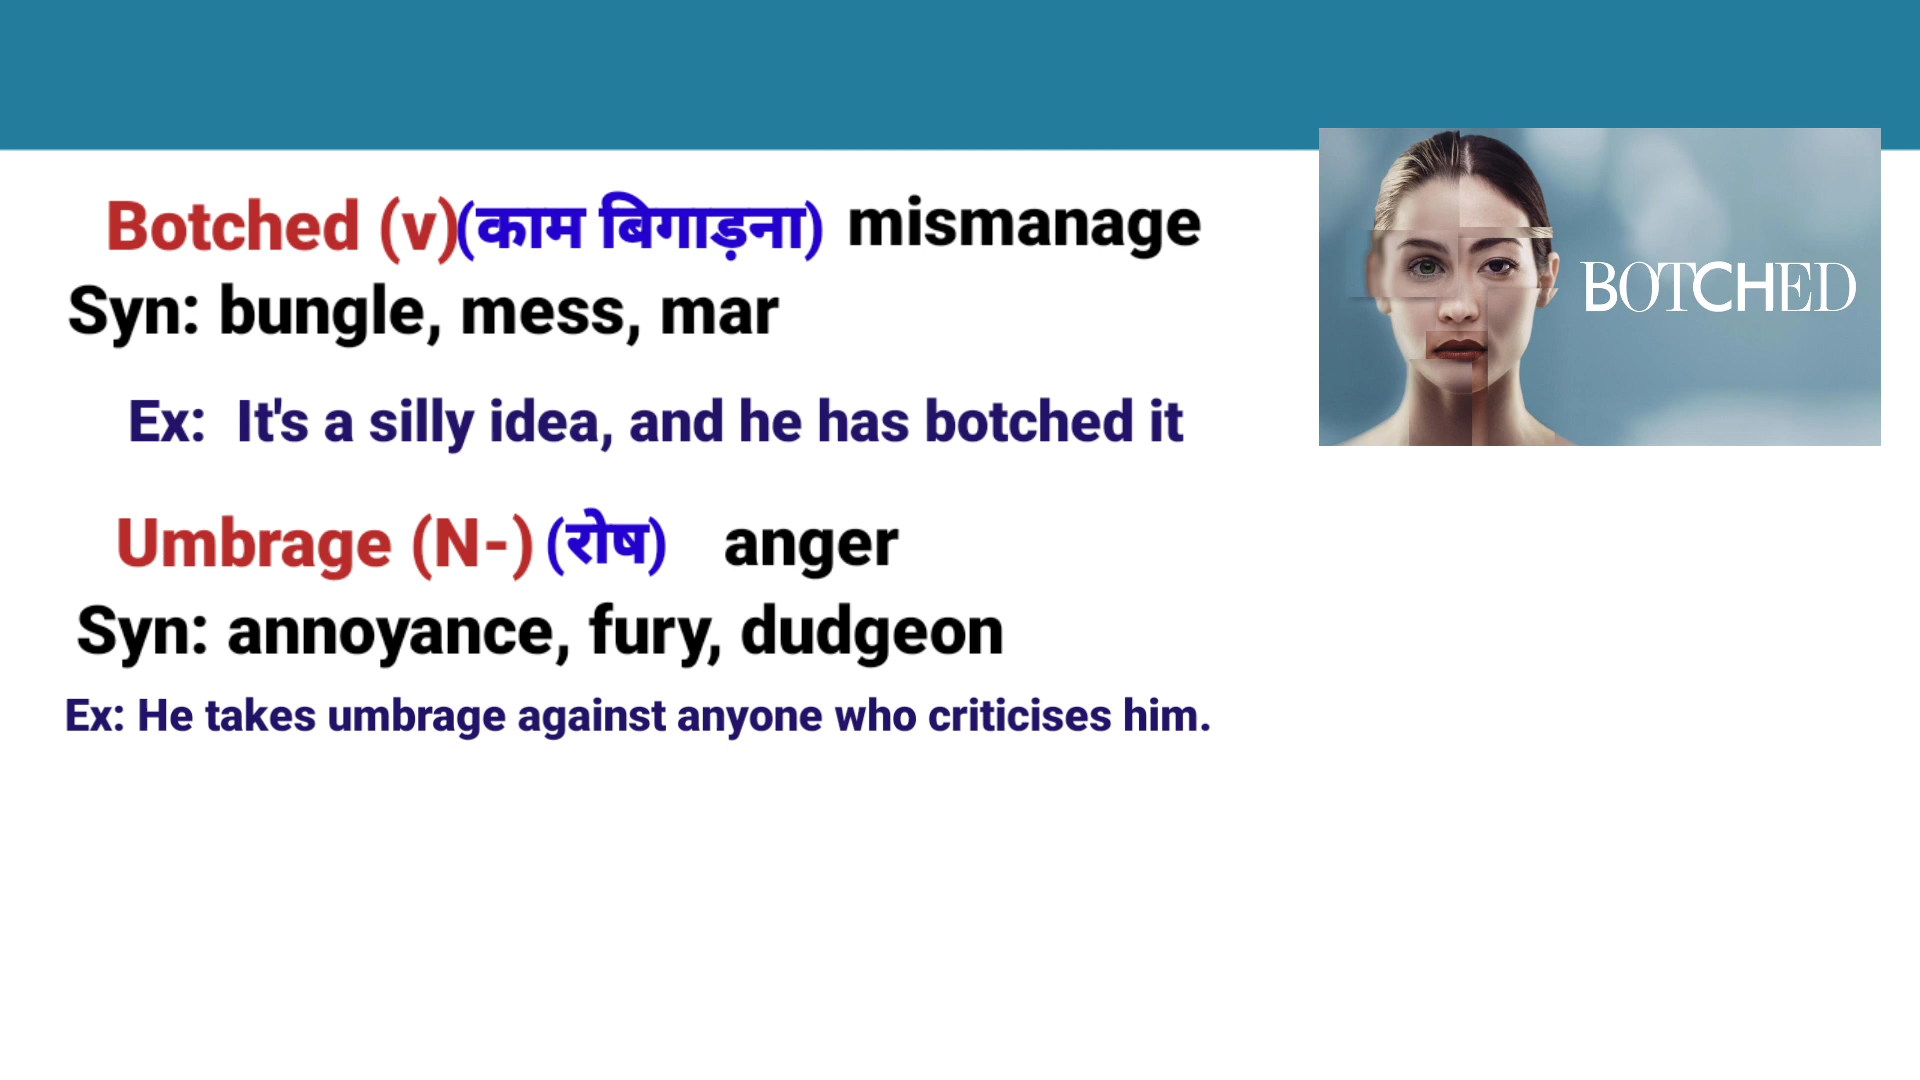 Botched (v)(काम बिगाड़ना) mismanage
Syn: bungle, mess, mar
BOTCHED
Ex: It's a silly idea, and he has botched it
Umbrage (N-) (रोष) anger
Syn: annoyance, fury, dudgeon
Ex: He takes umbrage against anyone who criticises him.